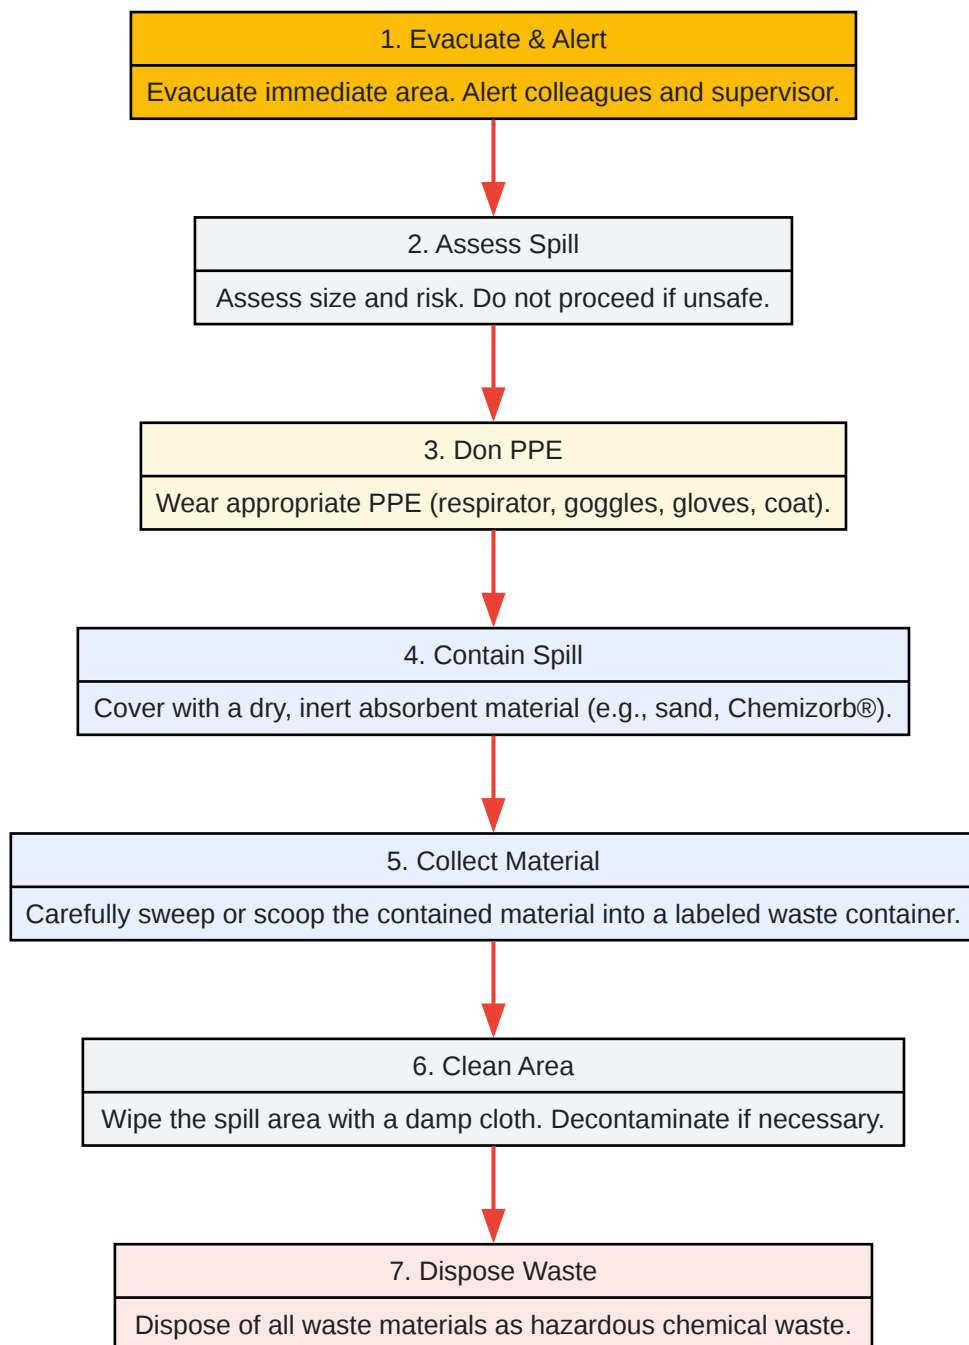 1. Evacuate & Alert
Evacuate immediate area. Alert colleagues and supervisor.
2. Assess Spill
Assess size and risk. Do not proceed if unsafe.
3. Don PPE
Wear appropriate PPE (respirator, goggles, gloves, coat).
4. Contain Spill
Cover with a dry, inert absorbent material (e.g., sand, Chemizorb®).
5. Collect Material
Carefully sweep or scoop the contained material into a labeled waste container.
6. Clean Area
Wipe the spill area with a damp cloth. Decontaminate if necessary.
7. Dispose Waste
Dispose of all waste materials as hazardous chemical waste.